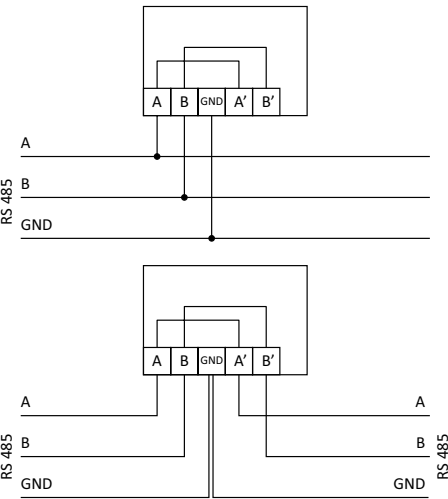 A B GND A’ B’
A
B
RS 485
GND
A B GND A’ B’
A A
B B
RS 485 RS 485
GND GND